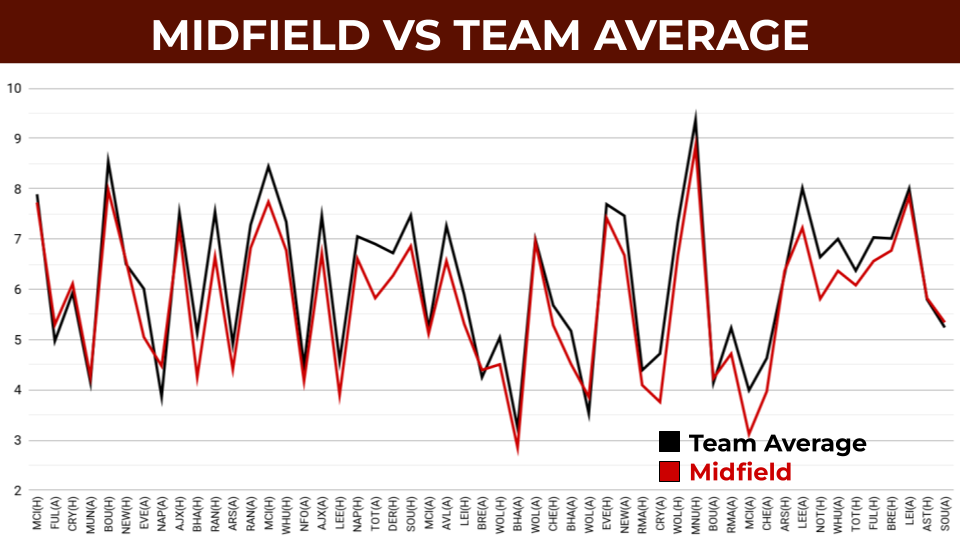 MIDFIELD VS TEAM AVERAGE
10
9
8
7
6
5
4
3
2
Team Average
Midfield
MCI(H)
FUL(A)
CRY(H)
MUN(A)
BOU(H)
NEW(H)
EVE(A)
NAP(A)
AJX(H)
BHA(H)
RAN(H)
ARS(A)
RAN(A)
MCI(H)
WHU(H)
NFO(A)
AJX(A)
LEE(H)
NAP(H)
TOT(A)
DER(H)
SOU(H)
MCI(A)
AVL(A)
LEI(H)
BRE(A)
WOL(H)
BHA(A)
WOL(A)
CHE(H)
BHA(A)
WOL(A)
EVE(H)
NEW(A)
RMA(H)
CRY(A)
WOL(H)
MNU(H)
BOU(A)
RMA(A)
MCI(A)
CHE(A)
ARS(H)
LEE(A)
NOT(H)
WHU(A)
TOT(H)
FUL(H)
BRE(H)
LEI(A)
AST(H)
SOU(A)